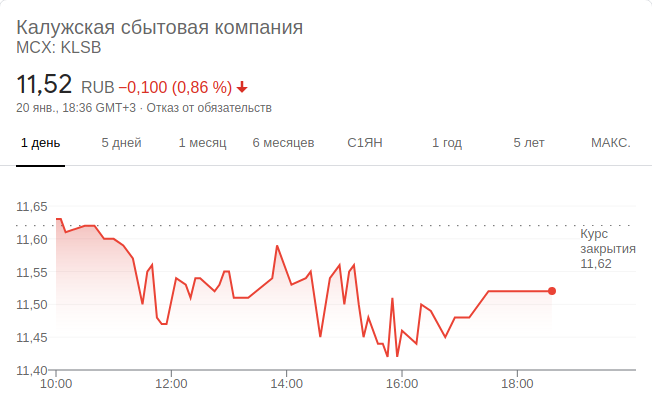 Калужская сбытовая компания
MCX: KLSB
11,52 RUB −0,100 (0,86 %)
20 янв., 18:36 GMT+3 · Отказ от обязательств
1 день 5 дней 1 месяц 6 месяцев С1ЯН 1 год 5 лет МАКС.
11,65
11,60
11,55
11,50
11,45
11,40
Курс
закрытия
11,62
10:00 12:00 14:00 16:00 18:00